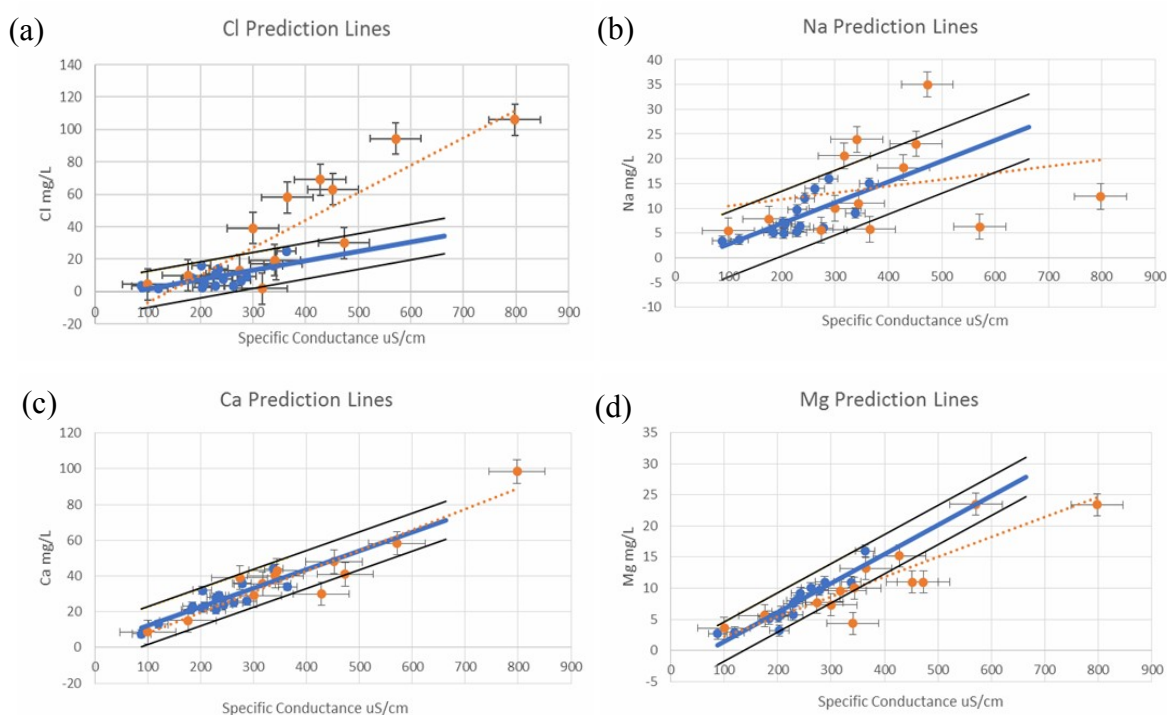 (a)
Cl Prediction Lines
Cl mg/L
140
120
100
80
60
40
20
0
-20
0 100 200 300 400 500 600 700 800 900
Specific Conductance uS/cm
(b)
Na Prediction Lines
Na mg/L
40
35
30
25
20
15
10
5
0
-5
-10
0 100 200 300 400 500 600 700 800 900
Specific Conductance uS/cm
(c)
Ca Prediction Lines
Ca mg/L
120
100
80
60
40
20
0
-20
0 100 200 300 400 500 600 700 800 900
Specific Conductance uS/cm
(d)
Mg Prediction Lines
Mg mg/L
35
30
25
20
15
10
5
0
-5
0 100 200 300 400 500 600 700 800 900
Specific Conductance uS/cm